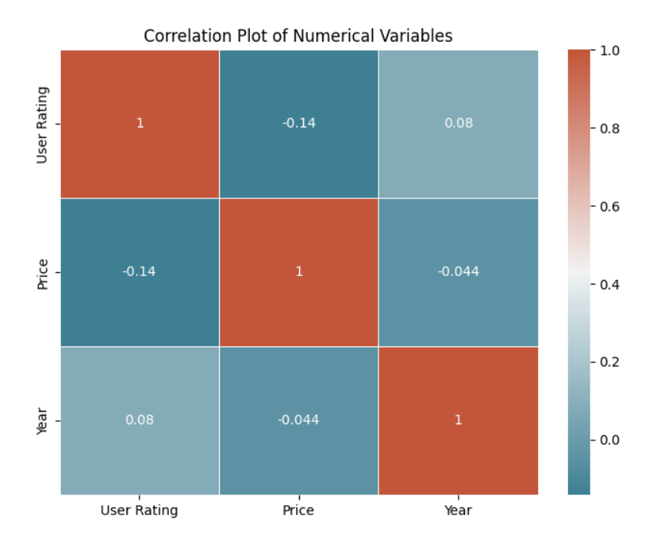 Correlation Plot of Numerical Variables
User Rating
1
-0.14
0.08
Price
-0.14
1
-0.044
Year
0.08
-0.044
1
User Rating
Price
Year
1.0
0.8
0.6
0.4
0.2
0.0